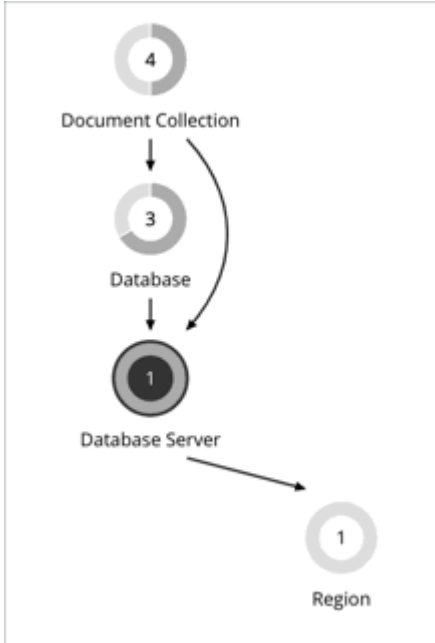 4
Document Collection
3
Database
1
Database Server
1
Region